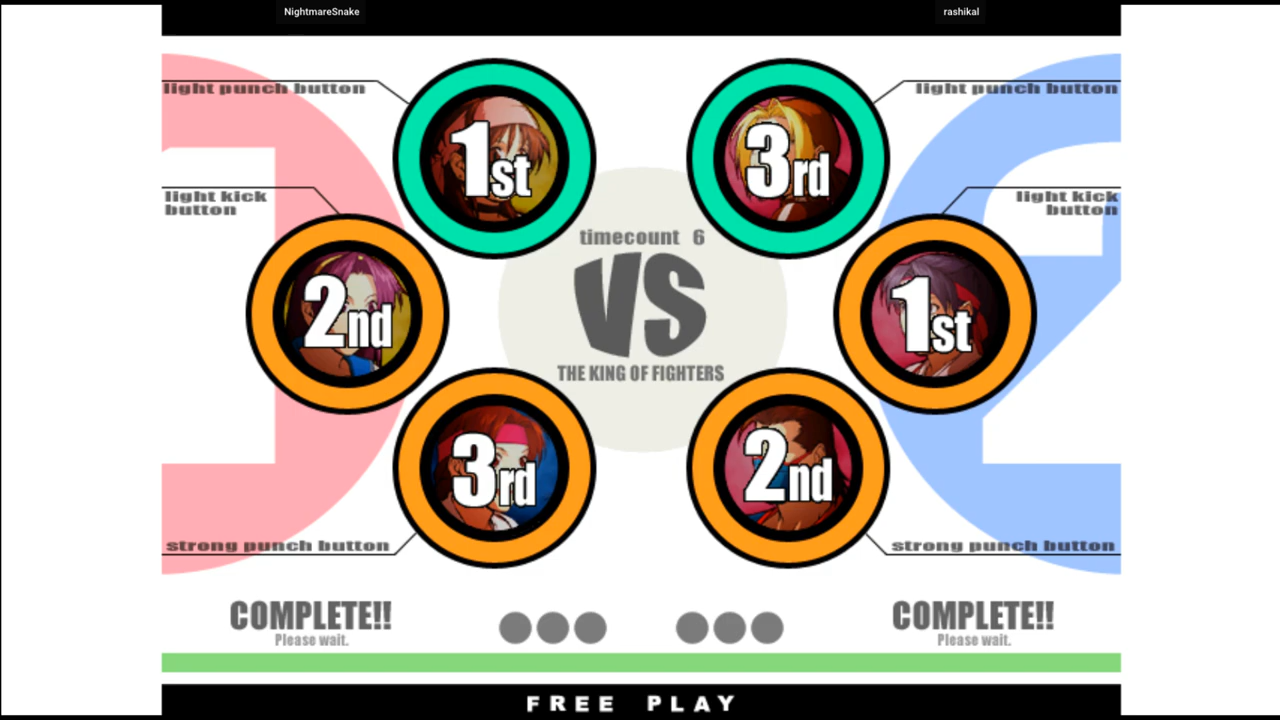 NightmareSnake
rashikal
light punch button
light punch button
1st
3rd
light kick
button
light kick
button
timecount 6
VS
THE KING OF FIGHTERS
2nd
1st
3rd
2nd
strong punch button
strong punch button
COMPLETE!!
Please wait.
COMPLETE!!
Please wait.
FREE PLAY
1
2